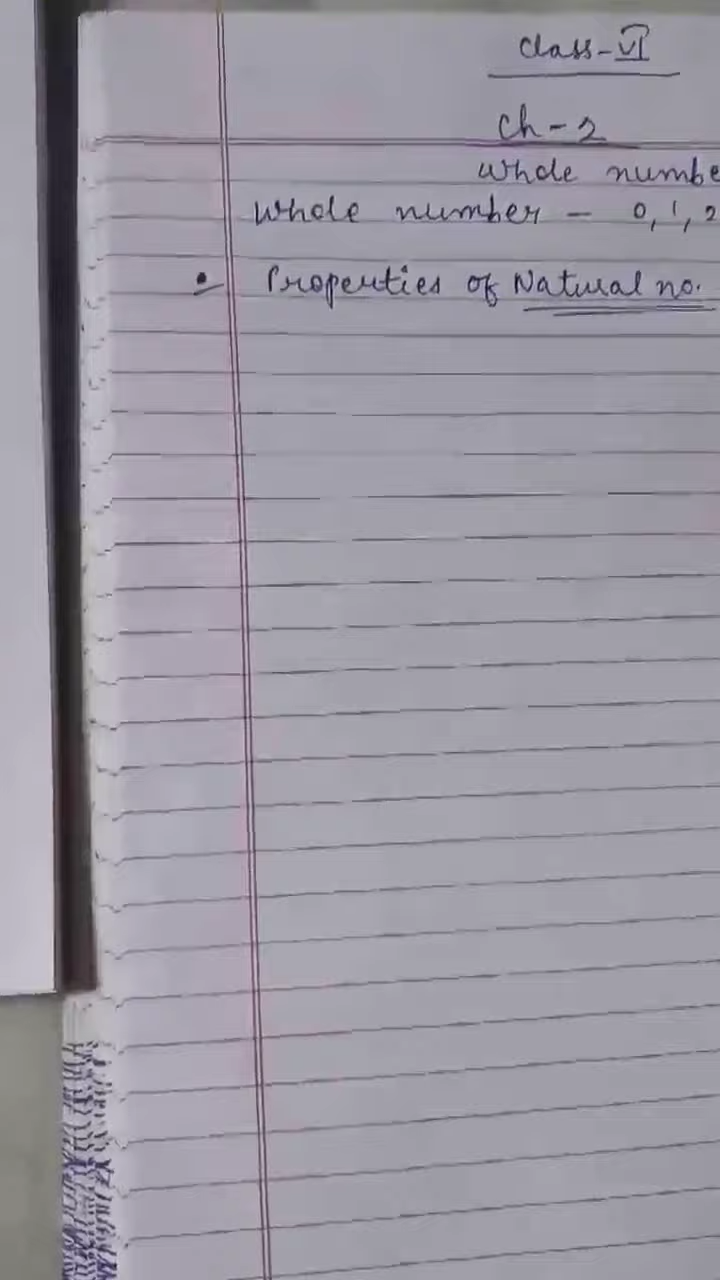 Class-VI
Ch-2
Whole numbe
Whole number - 0, 1, 2
• Properties of Natural no.